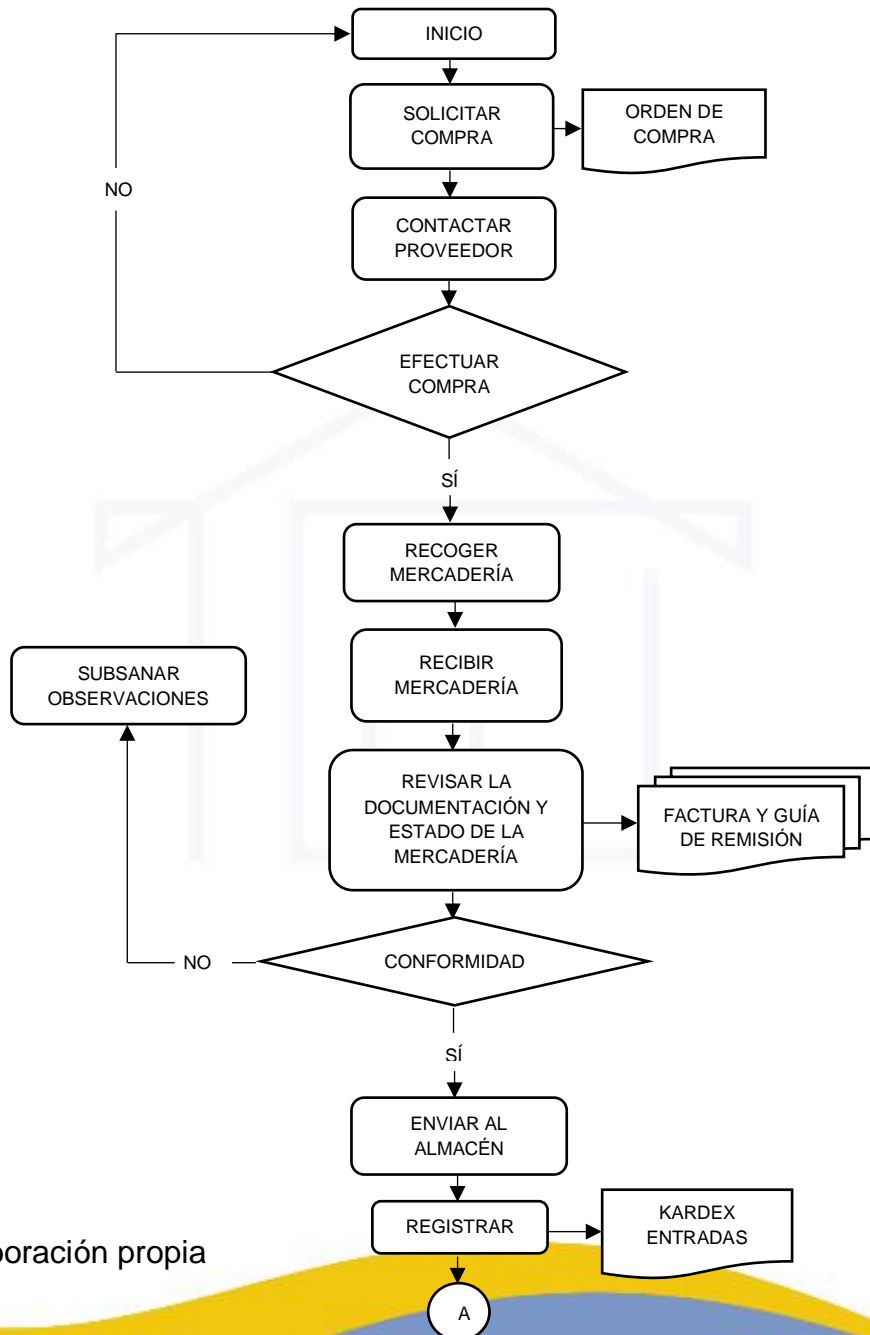 INICIO
SOLICITAR
COMPRA
ORDEN DE
COMPRA
NO
CONTACTAR
PROVEEDOR
EFECTUAR
COMPRA
SÍ
RECOGER
MERCADERÍA
RECIBIR
MERCADERÍA
SUBSANAR
OBSERVACIONES
REVISAR LA
DOCUMENTACIÓN Y
ESTADO DE LA
MERCADERÍA
FACTURA Y GUÍA
DE REMISIÓN
NO
CONFORMIDAD
SÍ
ENVIAR AL
ALMACÉN
REGISTRAR
KARDEX
ENTRADAS
oración propia
A